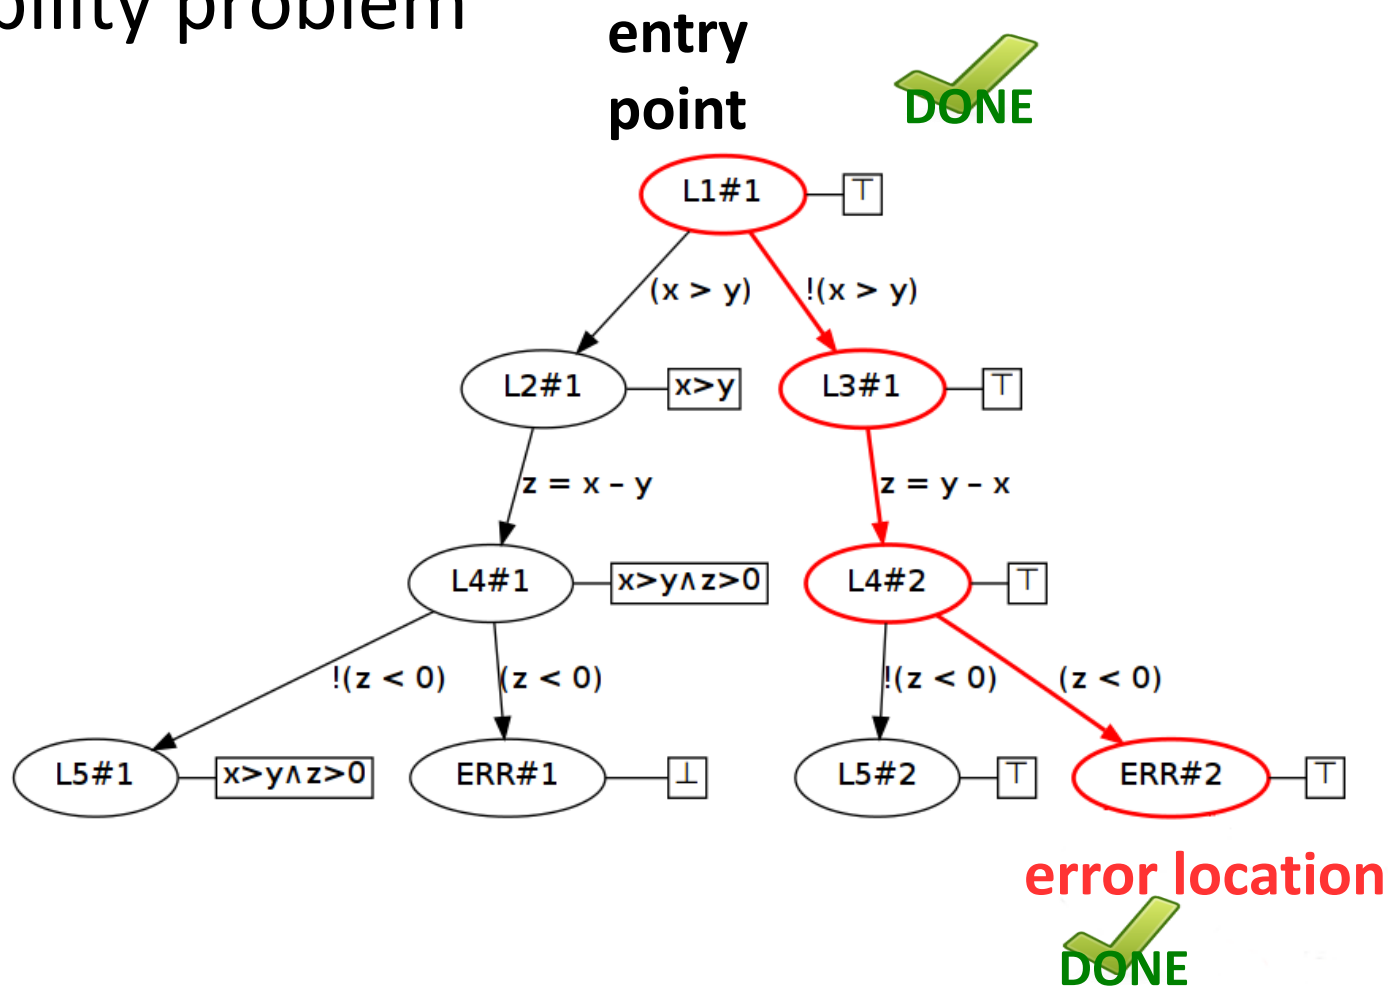 bility problem
entry
point
DONE
L1#1 ⊤
(x > y) !(x > y)
L2#1 x>y L3#1 ⊤
z = x – y z = y – x
L4#1 x>y∧z>0 L4#2 ⊤
!(z < 0) (z < 0) !(z < 0) (z < 0)
L5#1 x>y∧z>0 ERR#1 ⊥ L5#2 ⊤ ERR#2 ⊤
error location
DONE